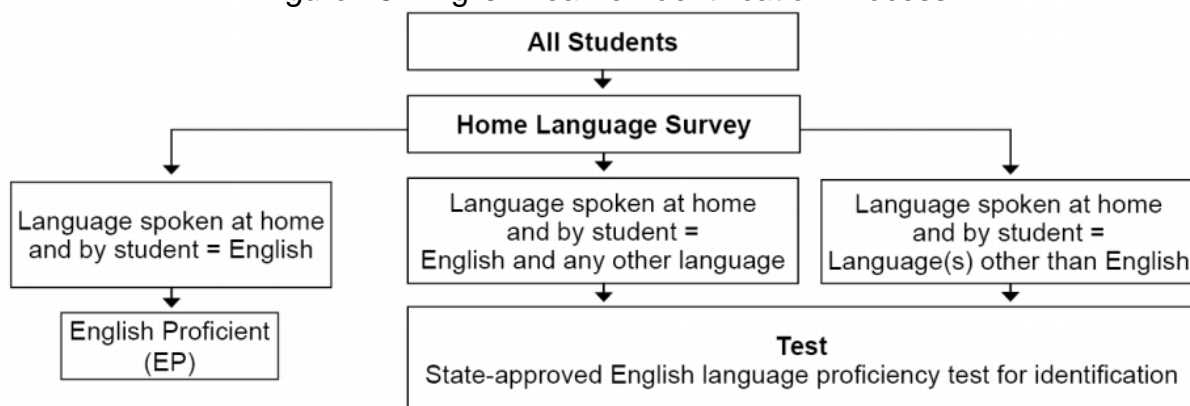 All Students
Home Language Survey
Language spoken at home
and by student = English
Language spoken at home
and by student =
English and any other language
Language spoken at home
and by student =
Language(s) other than English
English Proficient
(EP)
Test
State-approved English language proficiency test for identification